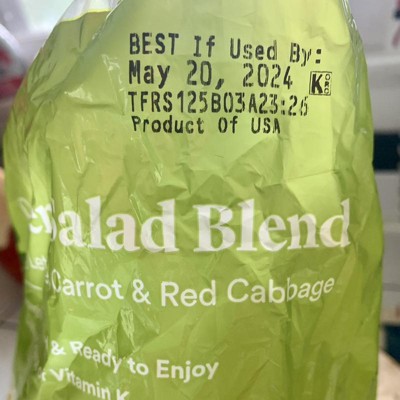 BEST If Used By:
May 20, 2024 K
TFRS125B03A23:26
Product Of USA
Salad Blend
Carrot & Red Cabbage
& Ready to Enjoy
Vitamin K